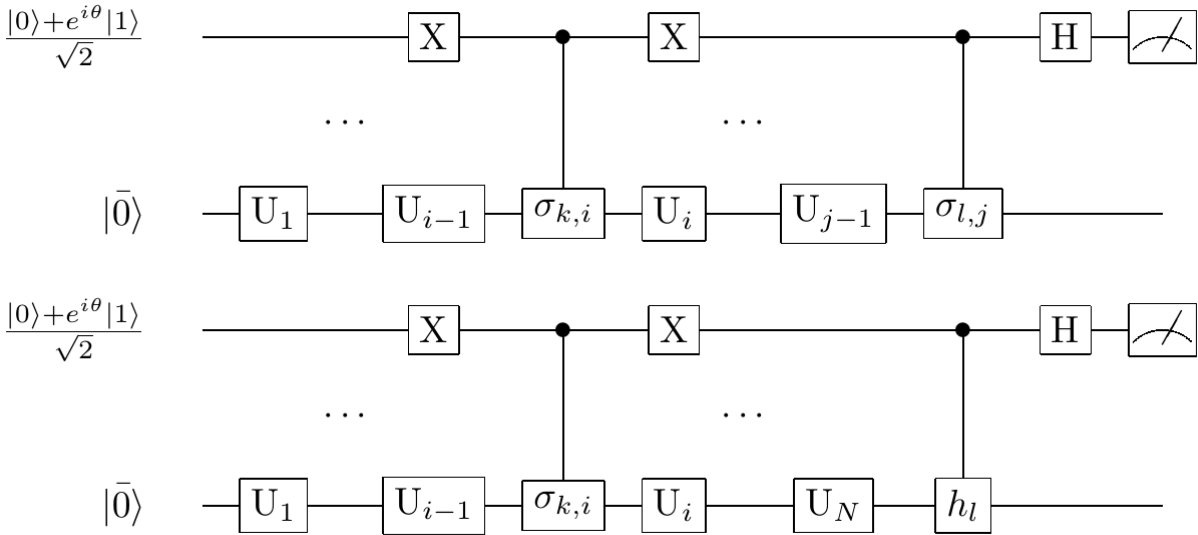 |0⟩+e^{iθ}|1⟩ / √2 X X H
... ...
|0̄⟩ U_1 U_{i−1} σ_{k,i} U_i U_{j−1} σ_{l,j}
|0⟩+e^{iθ}|1⟩ / √2 X X H
... ...
|0̄⟩ U_1 U_{i−1} σ_{k,i} U_i U_N h_l